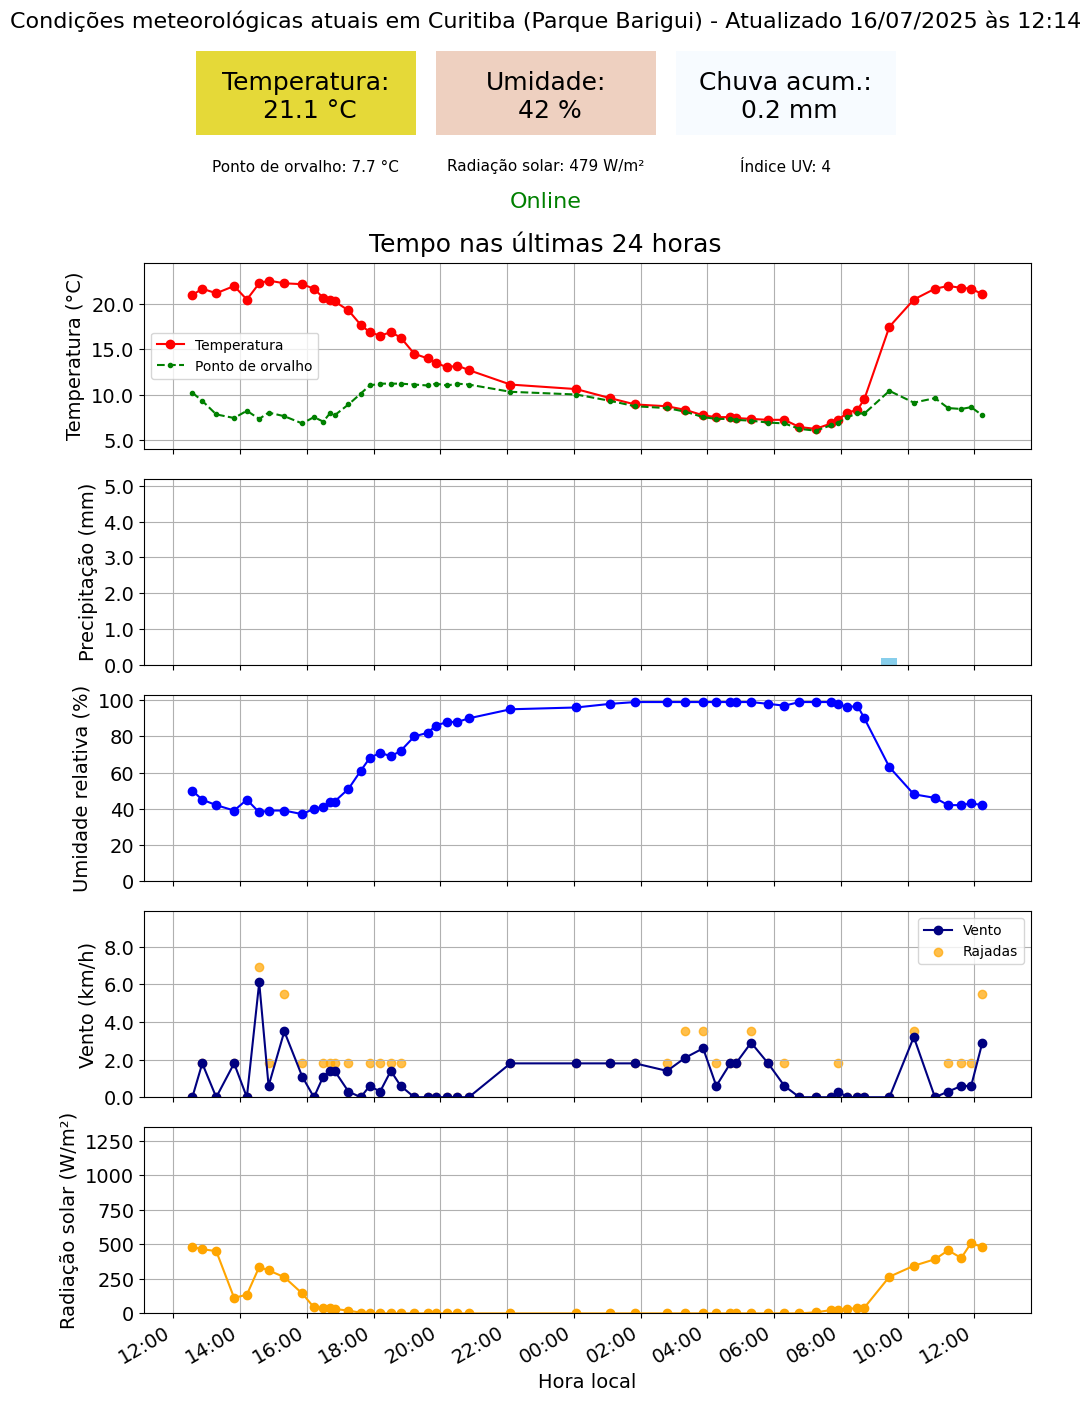 Condições meteorológicas atuais em Curitiba (Parque Barigui) - Atualizado 16/07/2025 às 12:14
Temperatura:
21.1 °C
Umidade:
42 %
Chuva acum.:
0.2 mm
Ponto de orvalho: 7.7 °C
Radiação solar: 479 W/m²
Índice UV: 4
Online
Tempo nas últimas 24 horas
Temperatura (°C)
20.0
15.0
10.0
5.0
Temperatura
Ponto de orvalho
Precipitação (mm)
5.0
4.0
3.0
2.0
1.0
0.0
Umidade relativa (%)
100
80
60
40
20
0
Vento (km/h)
8.0
6.0
4.0
2.0
0.0
Vento
Rajadas
Radiação solar (W/m²)
1250
1000
750
500
250
0
12:00 14:00 16:00 18:00 20:00 22:00 00:00 02:00 04:00 06:00 08:00 10:00 12:00
Hora local